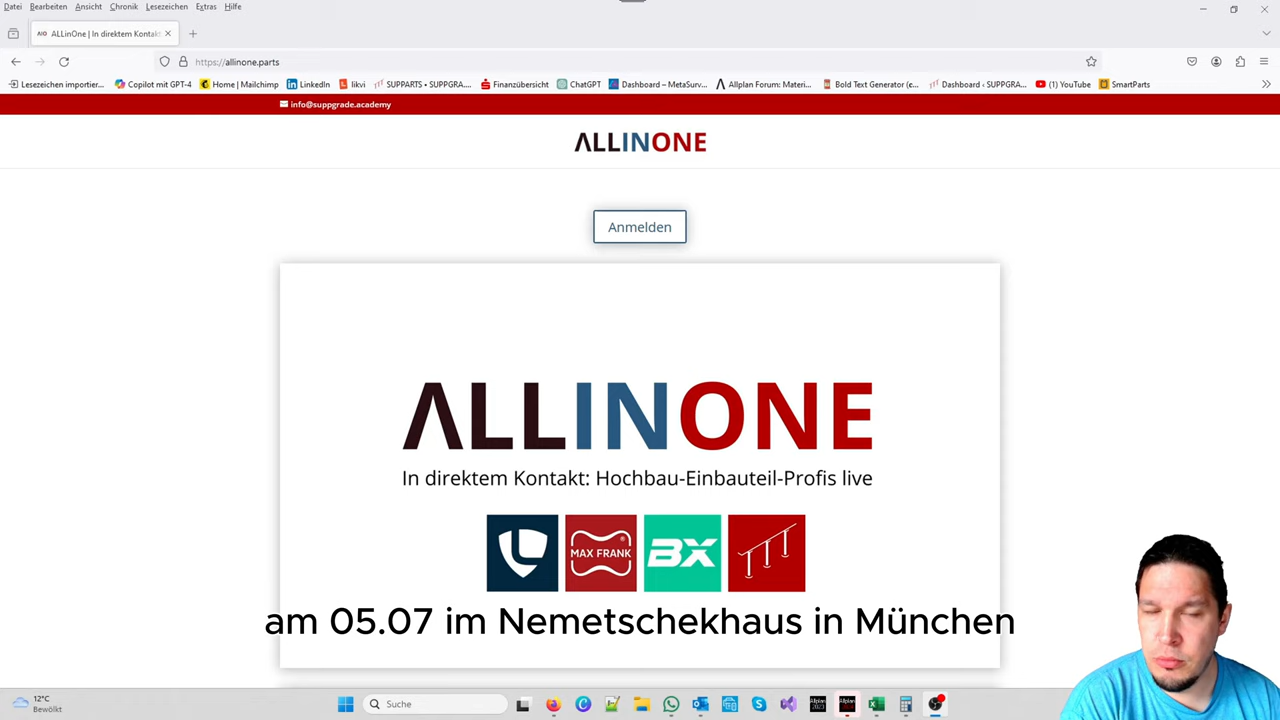 Datei Bearbeiten Ansicht Chronik Lesezeichen Extras Hilfe
AIO ALLinOne | In direktem Kontakt
https://allinone.parts
Lesezeichen importier... Copilot mit GPT-4 Home | Mailchimp LinkedIn likvi SUPPARTS • SUPPGRA... Finanzübersicht ChatGPT Dashboard – MetaSurv... Allplan Forum: Materi... Bold Text Generator (e... Dashboard ‹ SUPPGRA... (1) YouTube SmartParts
info@suppgrade.academy
ALLINONE
Anmelden
ALLINONE
In direktem Kontakt: Hochbau-Einbauteil-Profis live
MAX FRANK BX
am 05.07 im Nemetschekhaus in München
12°C
Bewölkt
Suche
Allplan 2023